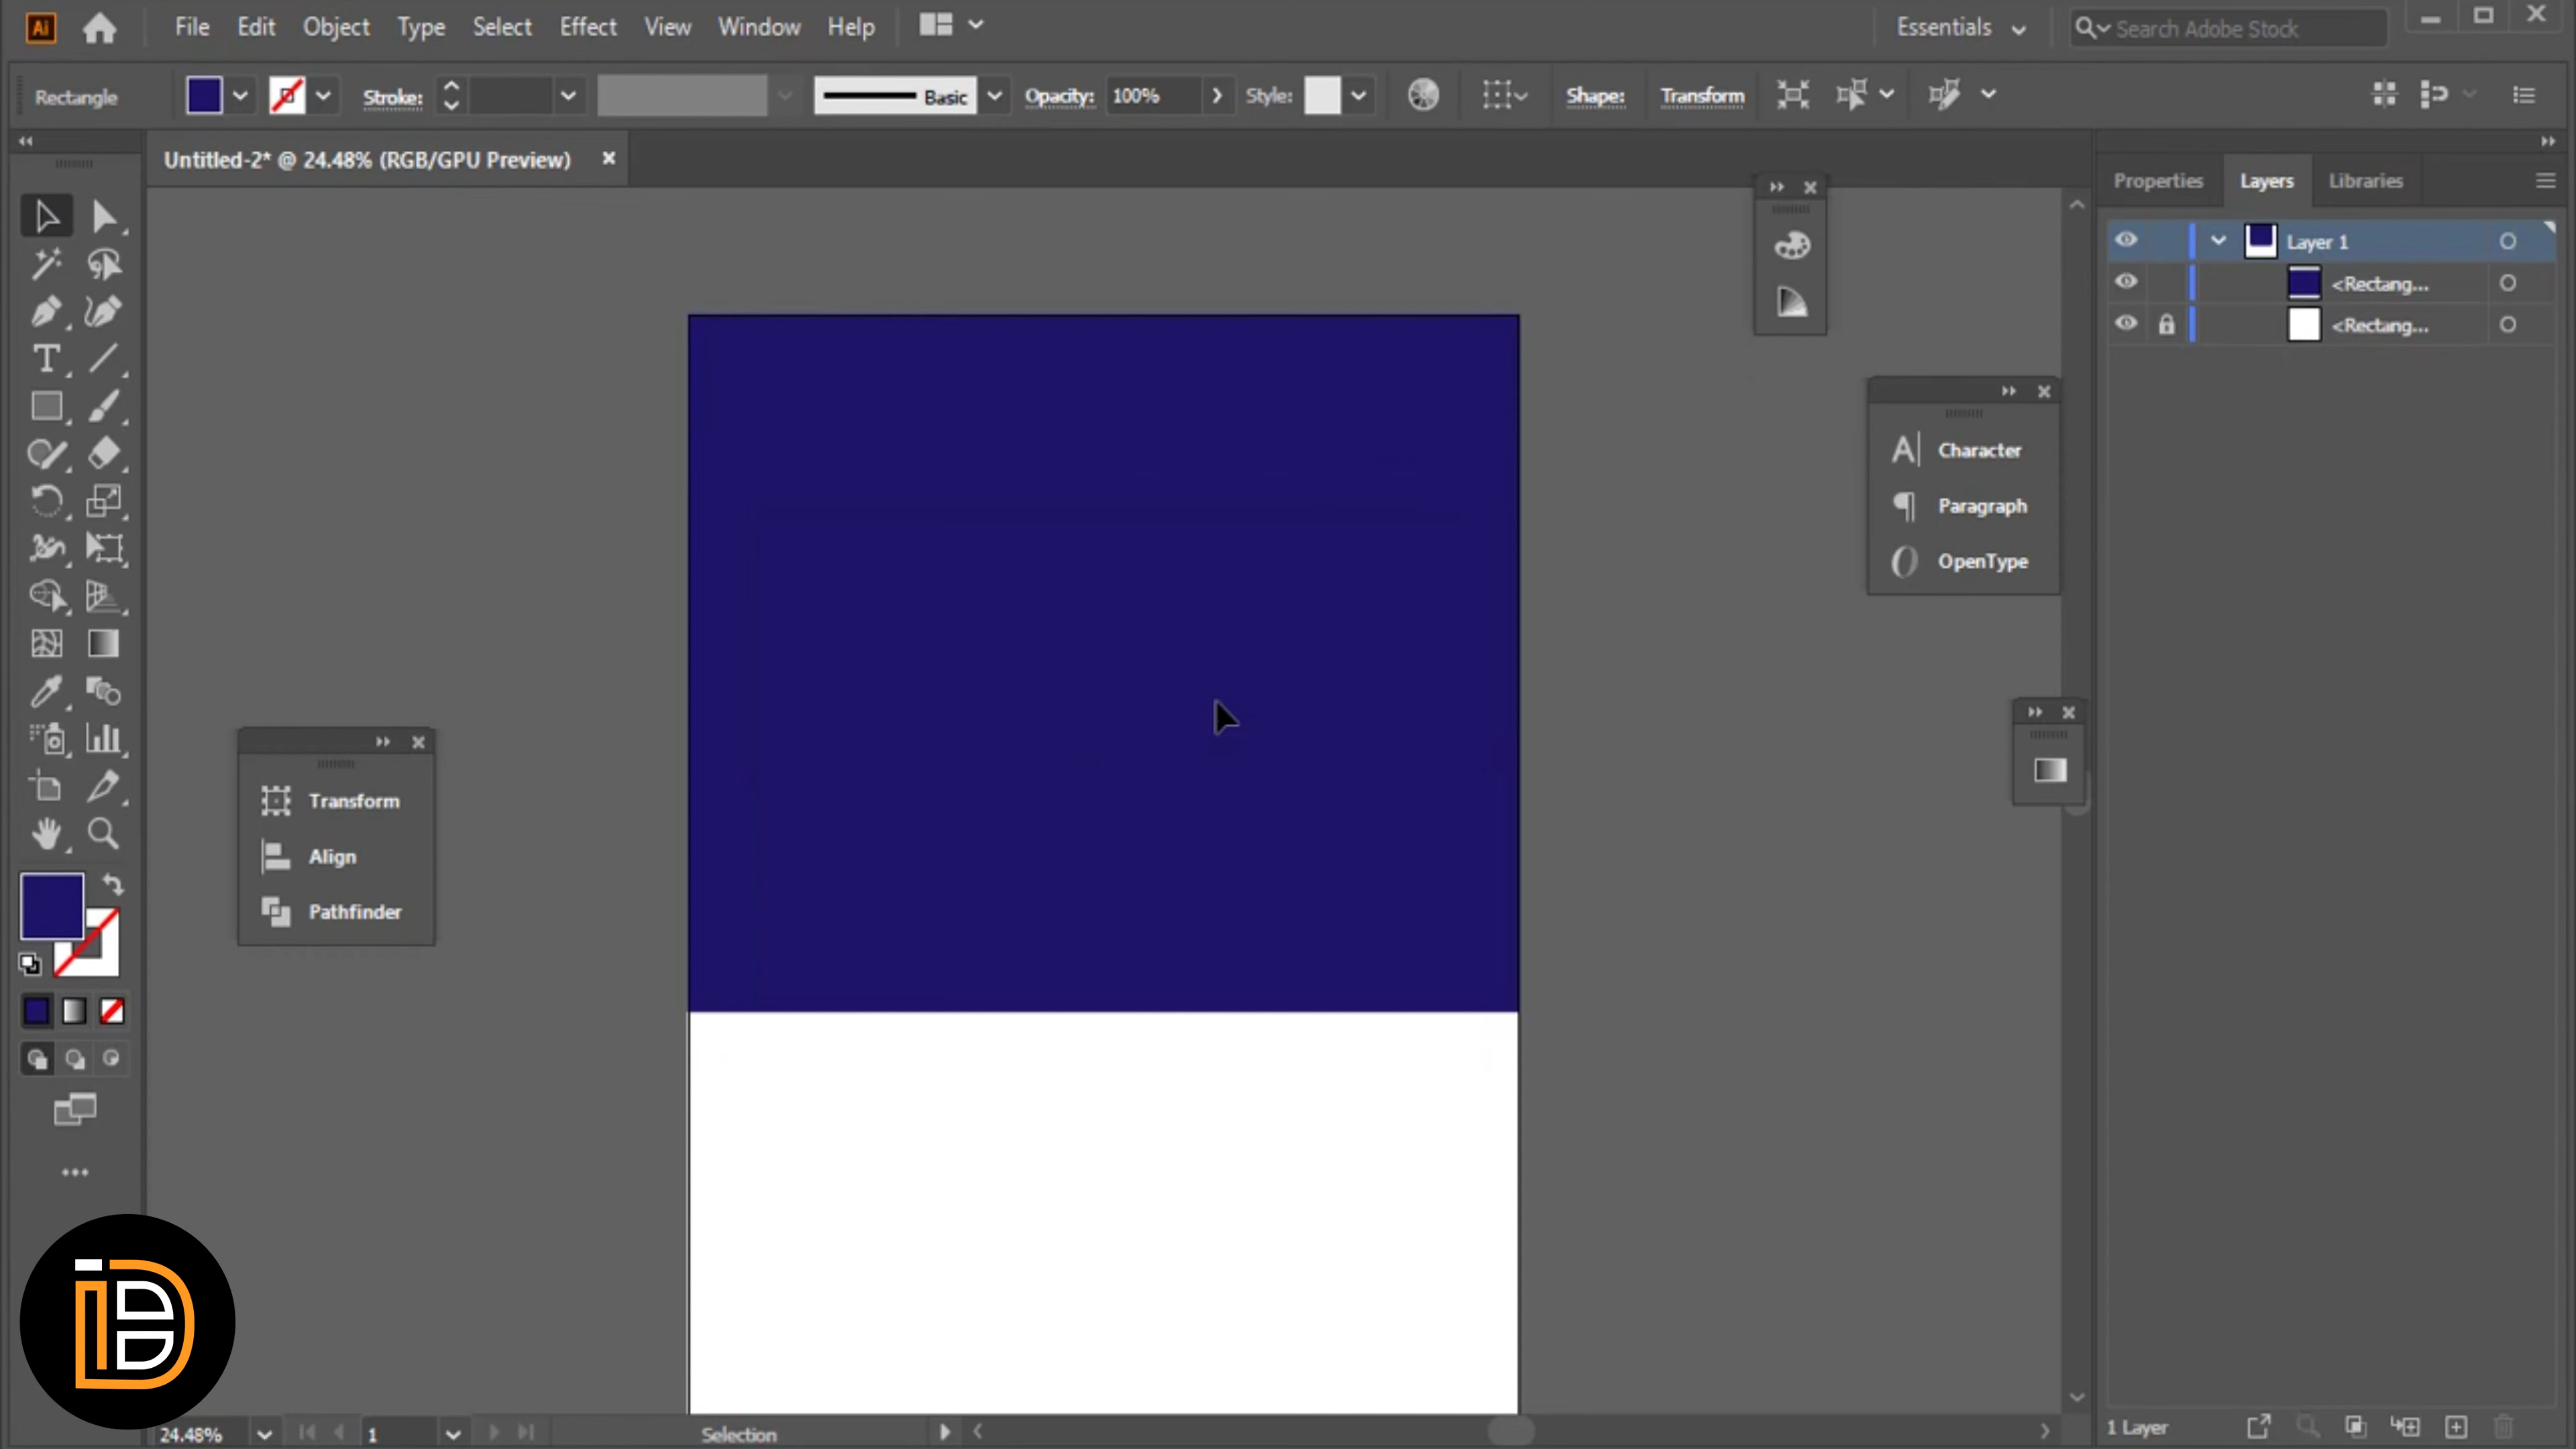 Ai File Edit Object Type Select Effect View Window Help Essentials Search Adobe Stock
Rectangle Stroke: Basic Opacity: 100% Style: Shape: Transform
Untitled-2* @ 24.48% (RGB/GPU Preview)
Properties Layers Libraries
Layer 1
<Rectang...
<Rectang...
Character
Paragraph
OpenType
Transform
Align
Pathfinder
24.48% 1 Selection
1 Layer